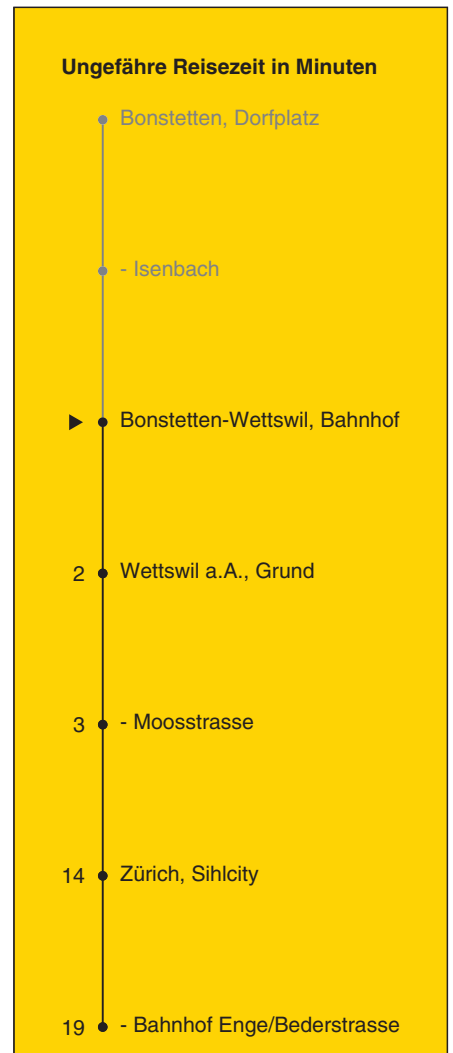 Ungefähre Reisezeit in Minuten
Bonstetten, Dorfplatz
- Isenbach
Bonstetten-Wettswil, Bahnhof
2 Wettswil a.A., Grund
3 - Moosstrasse
14 Zürich, Sihlcity
19 - Bahnhof Enge/Bederstrasse